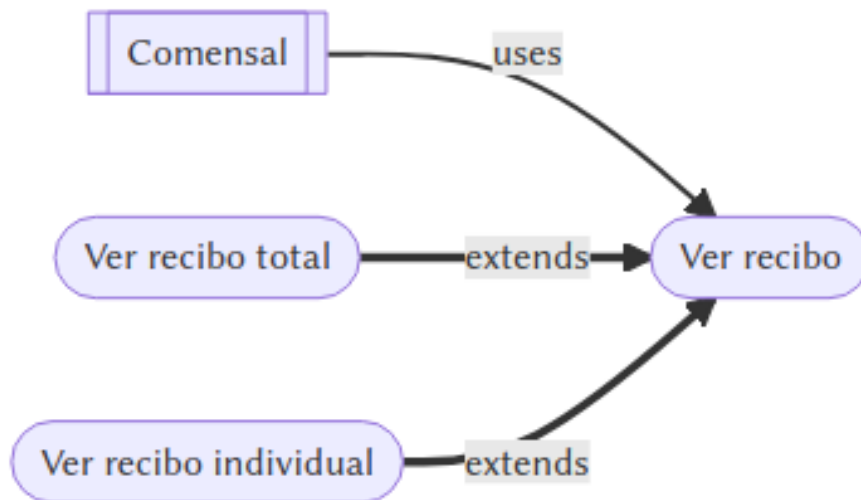 Comensal
uses
Ver recibo total
extends
Ver recibo
Ver recibo individual
extends